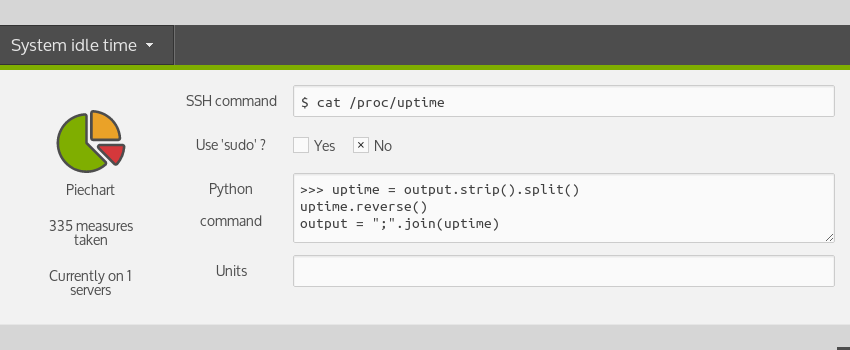 System idle time
SSH command
$ cat /proc/uptime
Use 'sudo' ?
Yes
No
Piechart
335 measures
taken
Currently on 1
servers
Python
command
>>> uptime = output.strip().split()
uptime.reverse()
output = ";".join(uptime)
Units